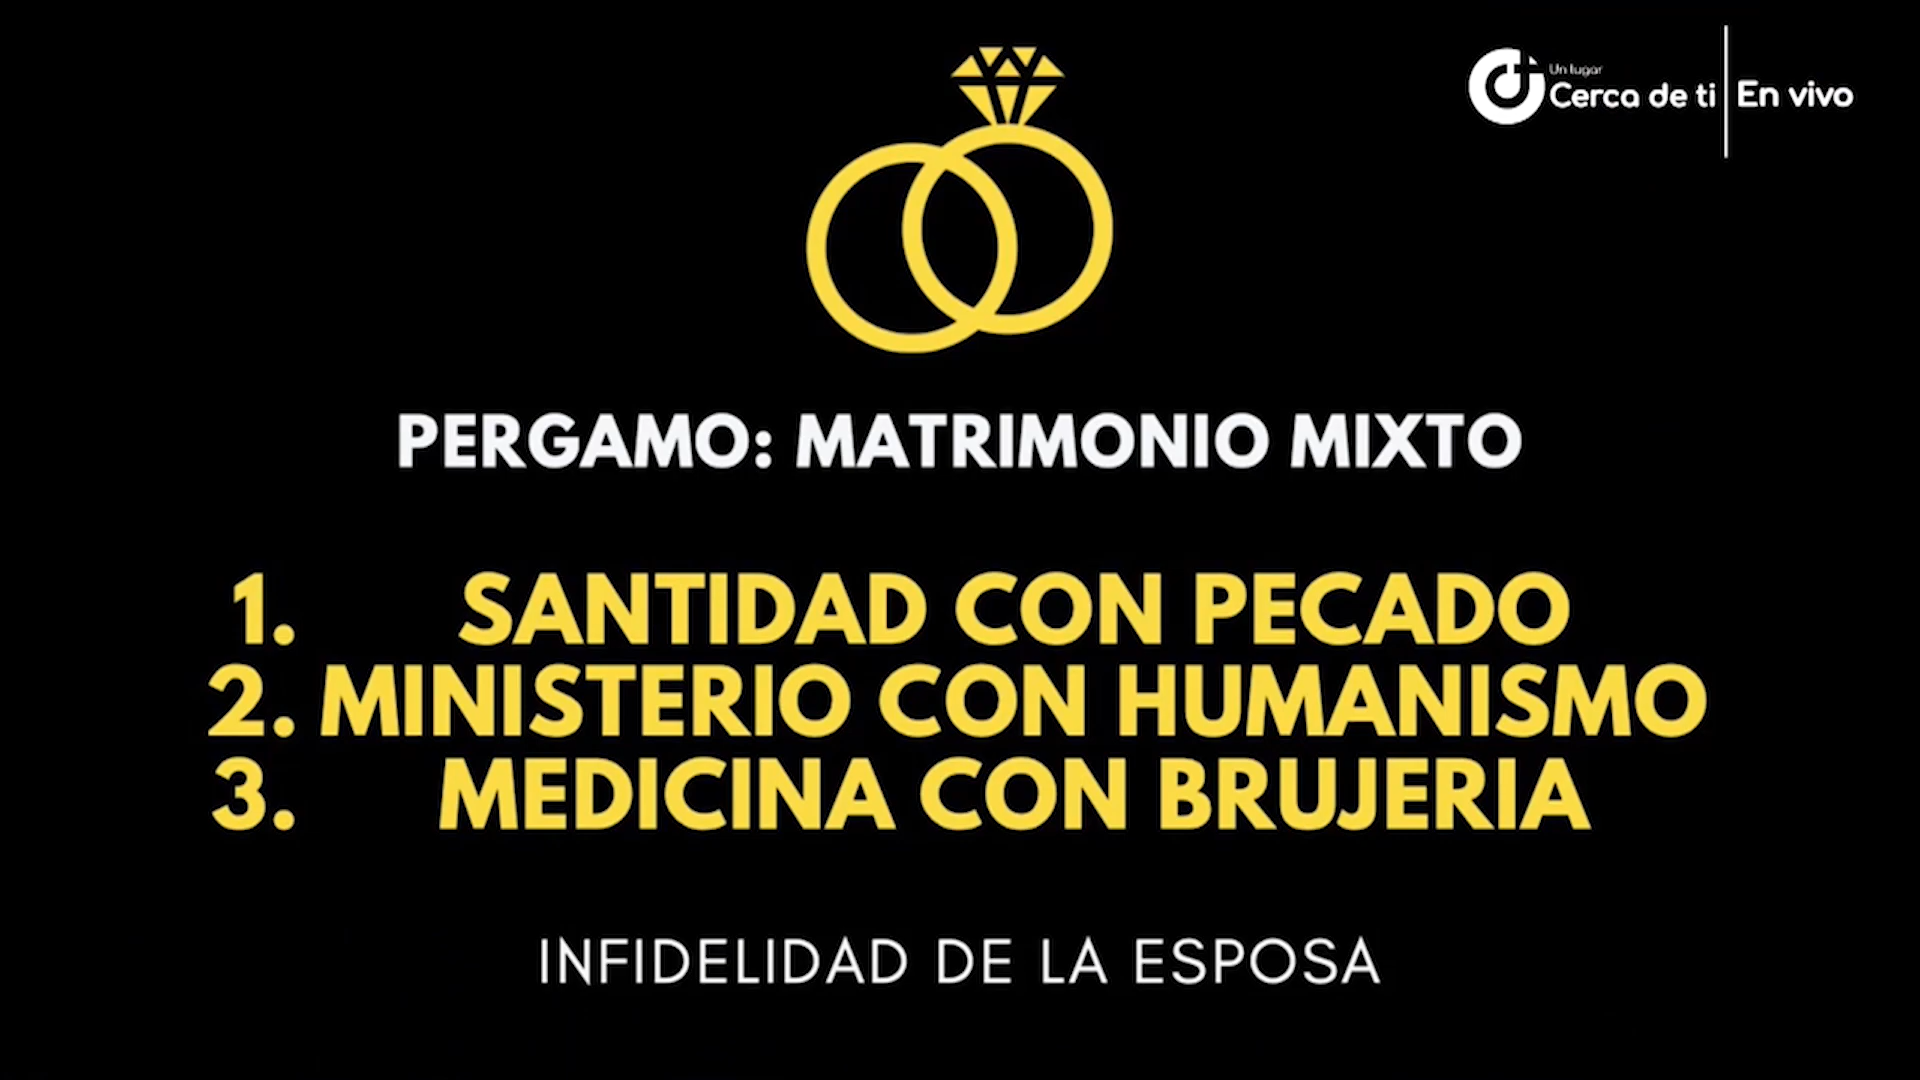 Un lugar
Cerca de ti
En vivo
PERGAMO: MATRIMONIO MIXTO
1. SANTIDAD CON PECADO
2. MINISTERIO CON HUMANISMO
3. MEDICINA CON BRUJERIA
INFIDELIDAD DE LA ESPOSA